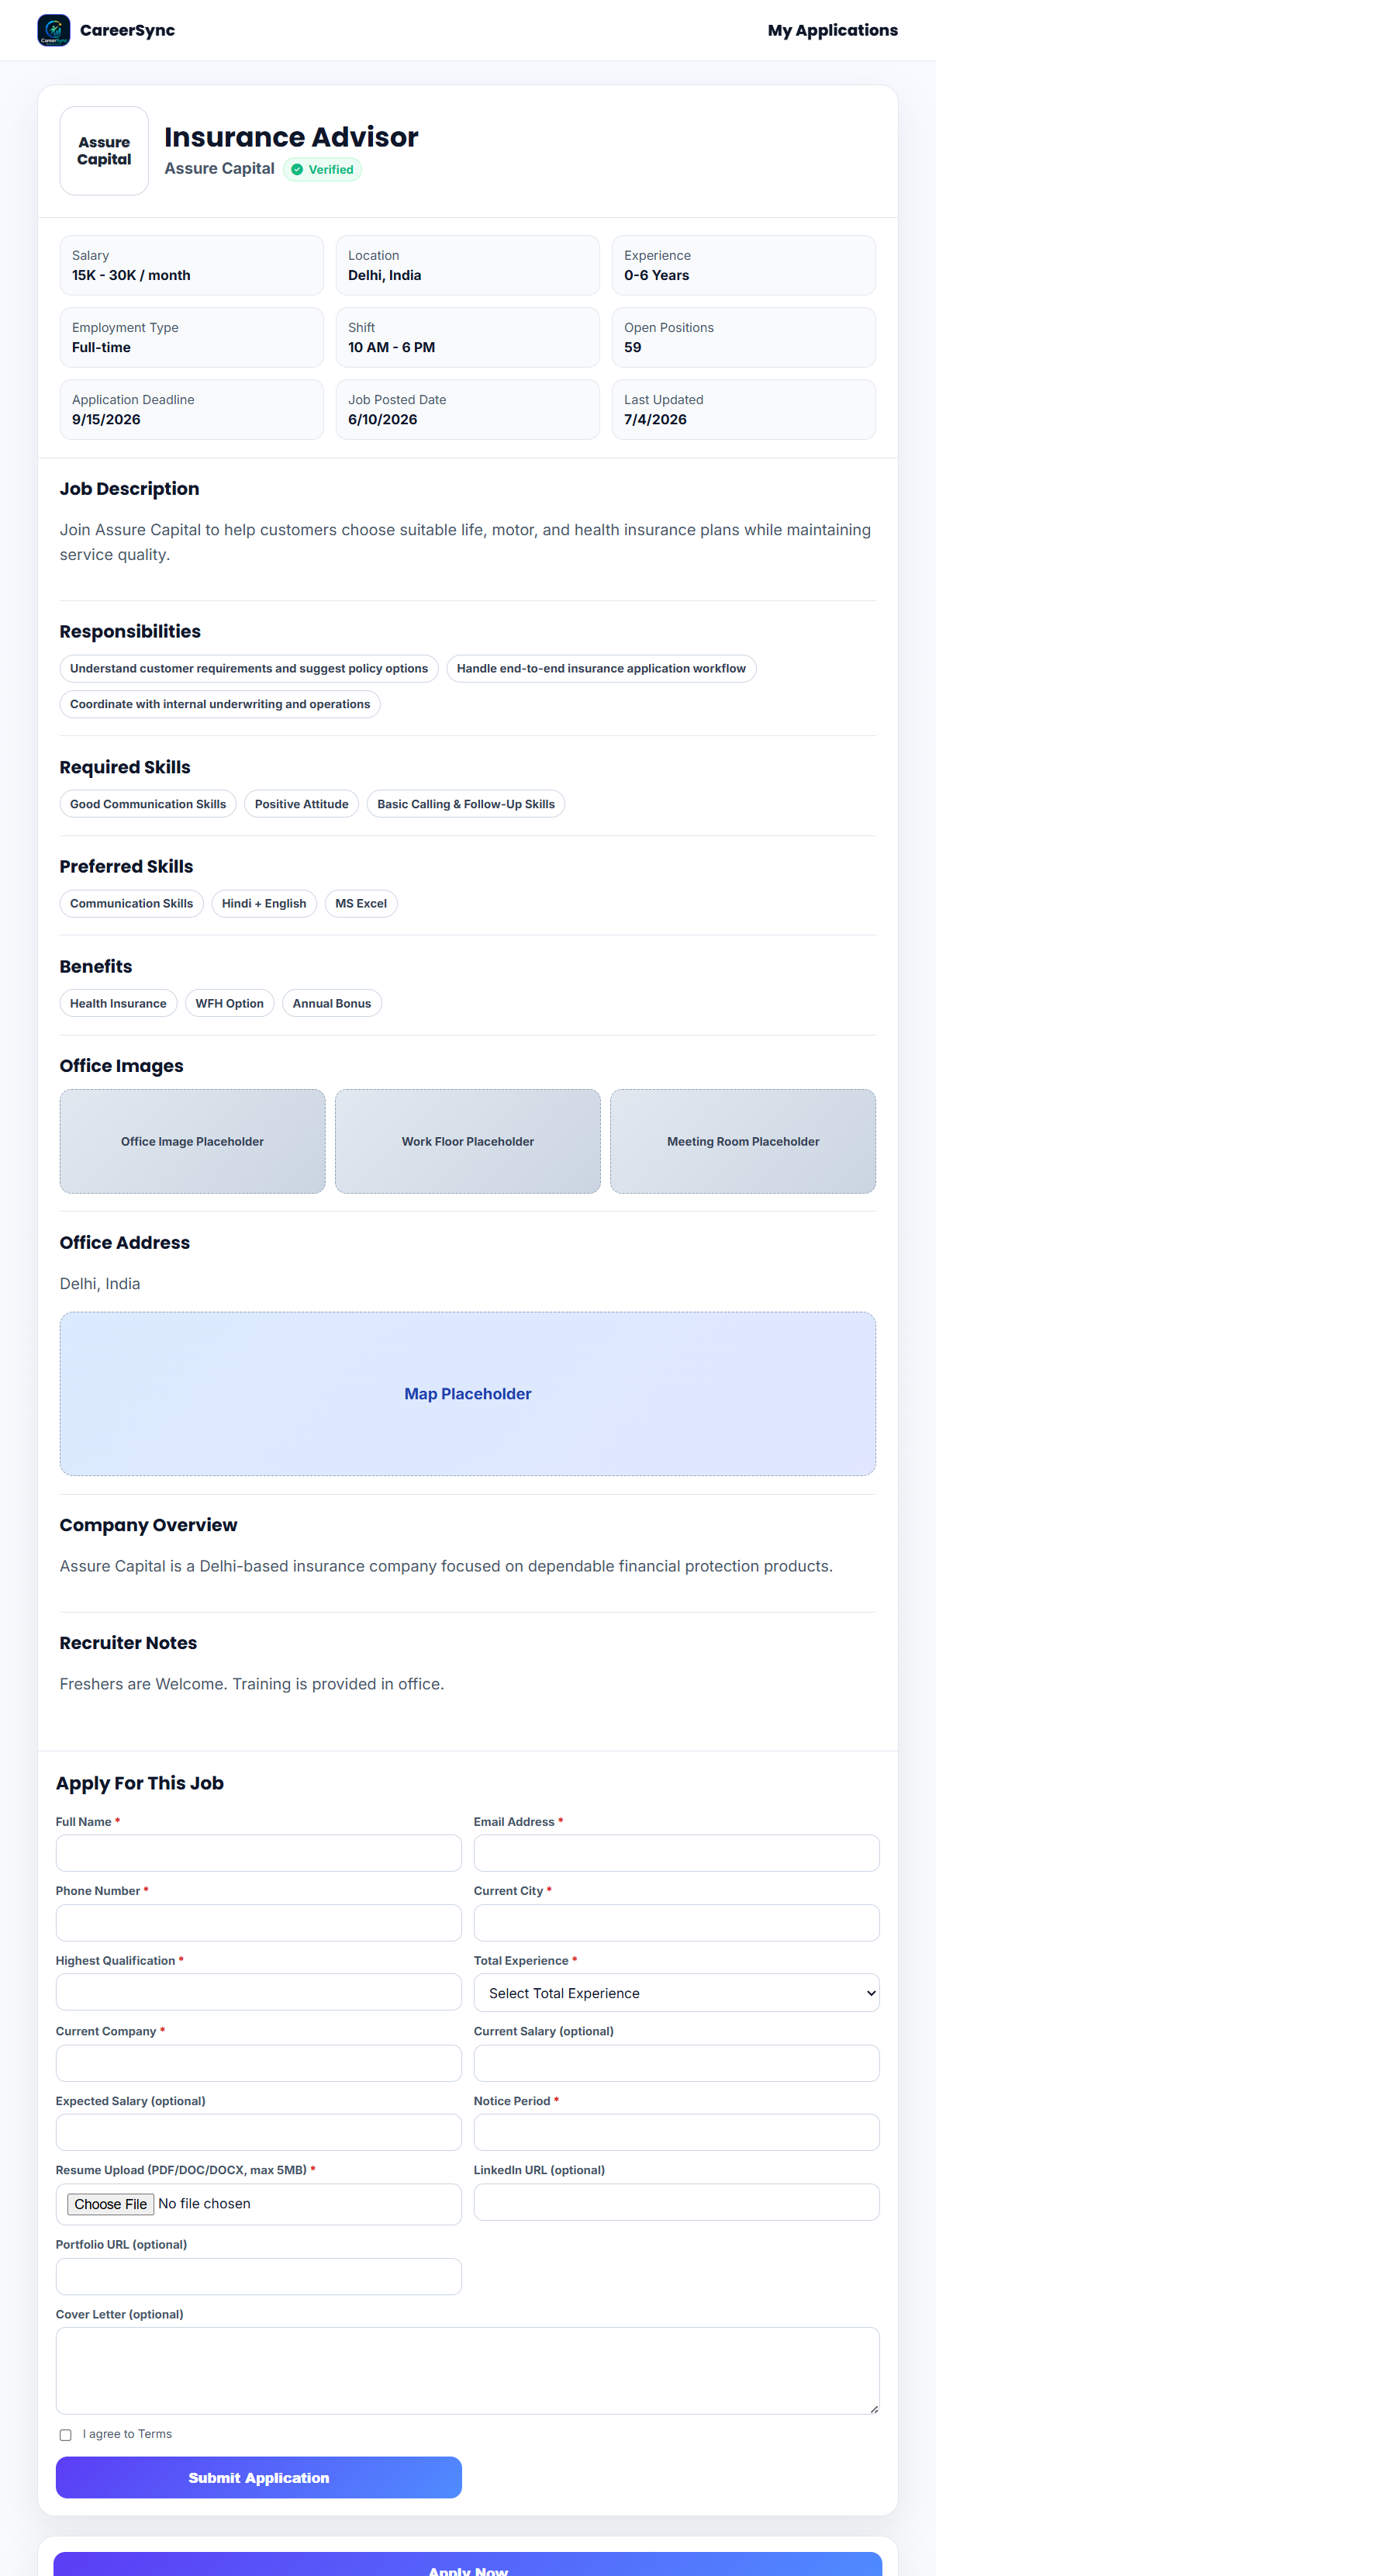 CareerSync
My Applications
Assure
Capital
Insurance Advisor
Assure Capital
Verified
Salary
15K - 30K / month
Location
Delhi, India
Experience
0-6 Years
Employment Type
Full-time
Shift
10 AM - 6 PM
Open Positions
59
Application Deadline
9/15/2026
Job Posted Date
6/10/2026
Last Updated
7/4/2026
Job Description
Join Assure Capital to help customers choose suitable life, motor, and health insurance plans while maintaining
service quality.
Responsibilities
Understand customer requirements and suggest policy options
Handle end-to-end insurance application workflow
Coordinate with internal underwriting and operations
Required Skills
Good Communication Skills
Positive Attitude
Basic Calling & Follow-Up Skills
Preferred Skills
Communication Skills
Hindi + English
MS Excel
Benefits
Health Insurance
WFH Option
Annual Bonus
Office Images
Office Image Placeholder
Work Floor Placeholder
Meeting Room Placeholder
Office Address
Delhi, India
Map Placeholder
Company Overview
Assure Capital is a Delhi-based insurance company focused on dependable financial protection products.
Recruiter Notes
Freshers are Welcome. Training is provided in office.
Apply For This Job
Full Name *
Email Address *
Phone Number *
Current City *
Highest Qualification *
Total Experience *
Select Total Experience
Current Company *
Current Salary (optional)
Expected Salary (optional)
Notice Period *
Resume Upload (PDF/DOC/DOCX, max 5MB) *
Choose File No file chosen
LinkedIn URL (optional)
Portfolio URL (optional)
Cover Letter (optional)
I agree to Terms
Submit Application
Apply Now